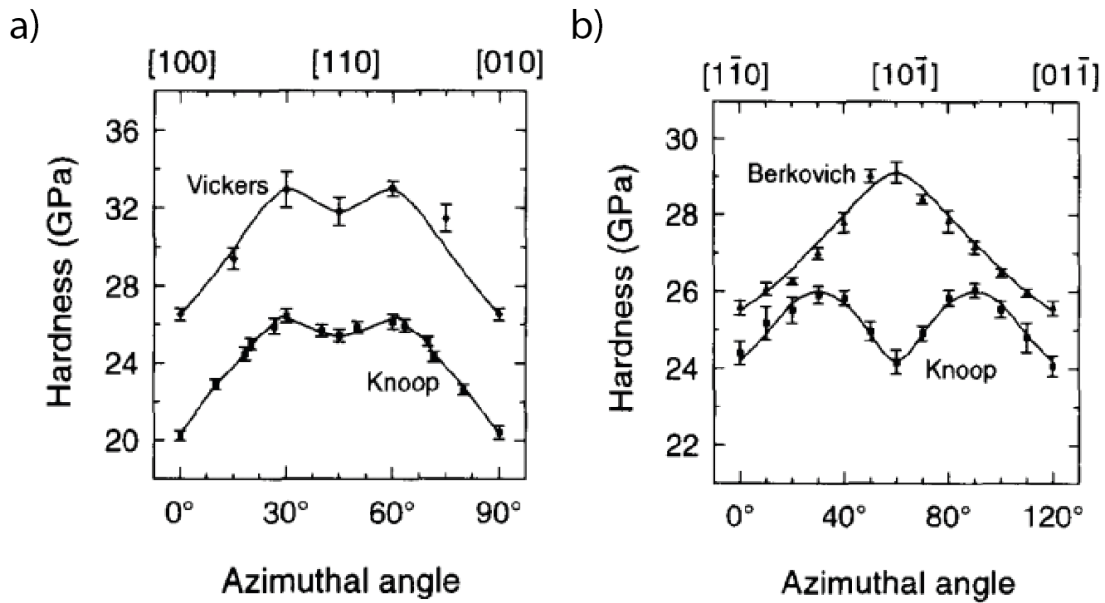 a)
[100] [110] [010]
Hardness (GPa)
36
32
28
24
20
Vickers
Knoop
0° 30° 60° 90°
Azimuthal angle
b)
[11̄0] [101̄] [011̄]
Hardness (GPa)
30
28
26
24
22
Berkovich
Knoop
0° 40° 80° 120°
Azimuthal angle